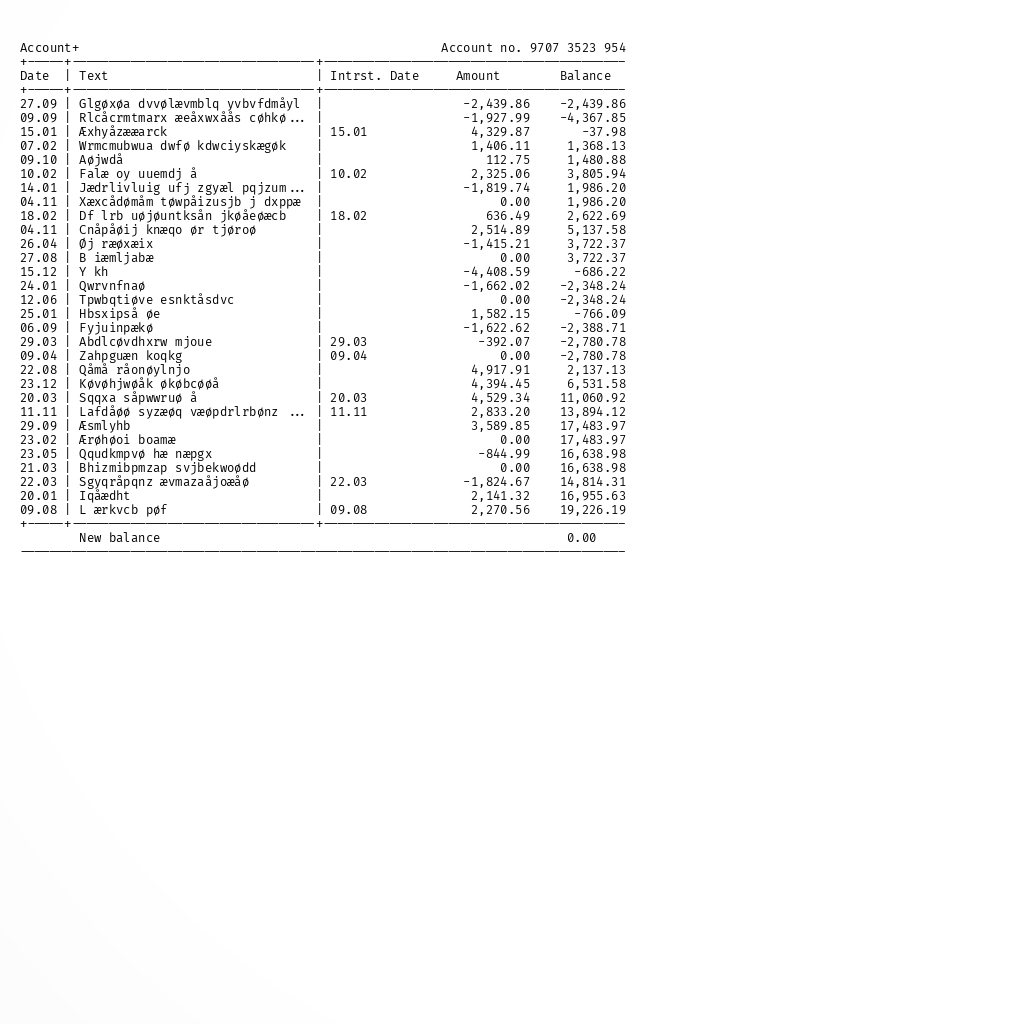 Account+ Account no. 9707 3523 954
Date | Text | Intrst. Date Amount Balance
27.09 | Glgøxøa dvvølævmblq yvbvfdmåyl | -2,439.86 -2,439.86
09.09 | Rlcåcrmtmarx æeåxwxåås cøhkø... | -1,927.99 -4,367.85
15.01 | Æxhyåzææarck | 15.01 4,329.87 -37.98
07.02 | Wrmcmubwua dwfø kdwciyskægøk | 1,406.11 1,368.13
09.10 | Aøjwdå | 112.75 1,480.88
10.02 | Falæ oy uuemdj å | 10.02 2,325.06 3,805.94
14.01 | Jædrlivluig ufj zgyæl pqjzum... | -1,819.74 1,986.20
04.11 | Xæxcådømåm tøwpåizusjb j dxppæ | 0.00 1,986.20
18.02 | Df lrb uøjøuntksån jkøåeøæcb | 18.02 636.49 2,622.69
04.11 | Cnåpåøij knæqo ør tjørоø | 2,514.89 5,137.58
26.04 | Øj ræøxæix | -1,415.21 3,722.37
27.08 | B iæmljabæ | 0.00 3,722.37
15.12 | Y kh | -4,408.59 -686.22
24.01 | Qwrvnfnaø | -1,662.02 -2,348.24
12.06 | Tpwbqtiøve esnktåsdvc | 0.00 -2,348.24
25.01 | Hbsxipså øe | 1,582.15 -766.09
06.09 | Fyjuinpækø | -1,622.62 -2,388.71
29.03 | Abdlcøvdhxrw mjoue | 29.03 -392.07 -2,780.78
09.04 | Zahpguæn koqkg | 09.04 0.00 -2,780.78
22.08 | Qåmå råonøylnjo | 4,917.91 2,137.13
23.12 | Køvøhjwøåk økøbcøøå | 4,394.45 6,531.58
20.03 | Sqqxa såpwwruø å | 20.03 4,529.34 11,060.92
11.11 | Lafdåøø syzæøq væøpdrlrbønz ... | 11.11 2,833.20 13,894.12
29.09 | Æsmlyhb | 3,589.85 17,483.97
23.02 | Ærøhøoi boamæ | 0.00 17,483.97
23.05 | Qqudkmpvø hæ næpgx | -844.99 16,638.98
21.03 | Bhizmibpmzap svjbekwoødd | 0.00 16,638.98
22.03 | Sgyqråpqnz ævmazaåjoæåø | 22.03 -1,824.67 14,814.31
20.01 | Iqåædht | 2,141.32 16,955.63
09.08 | L ærkvcb pøf | 09.08 2,270.56 19,226.19
New balance 0.00